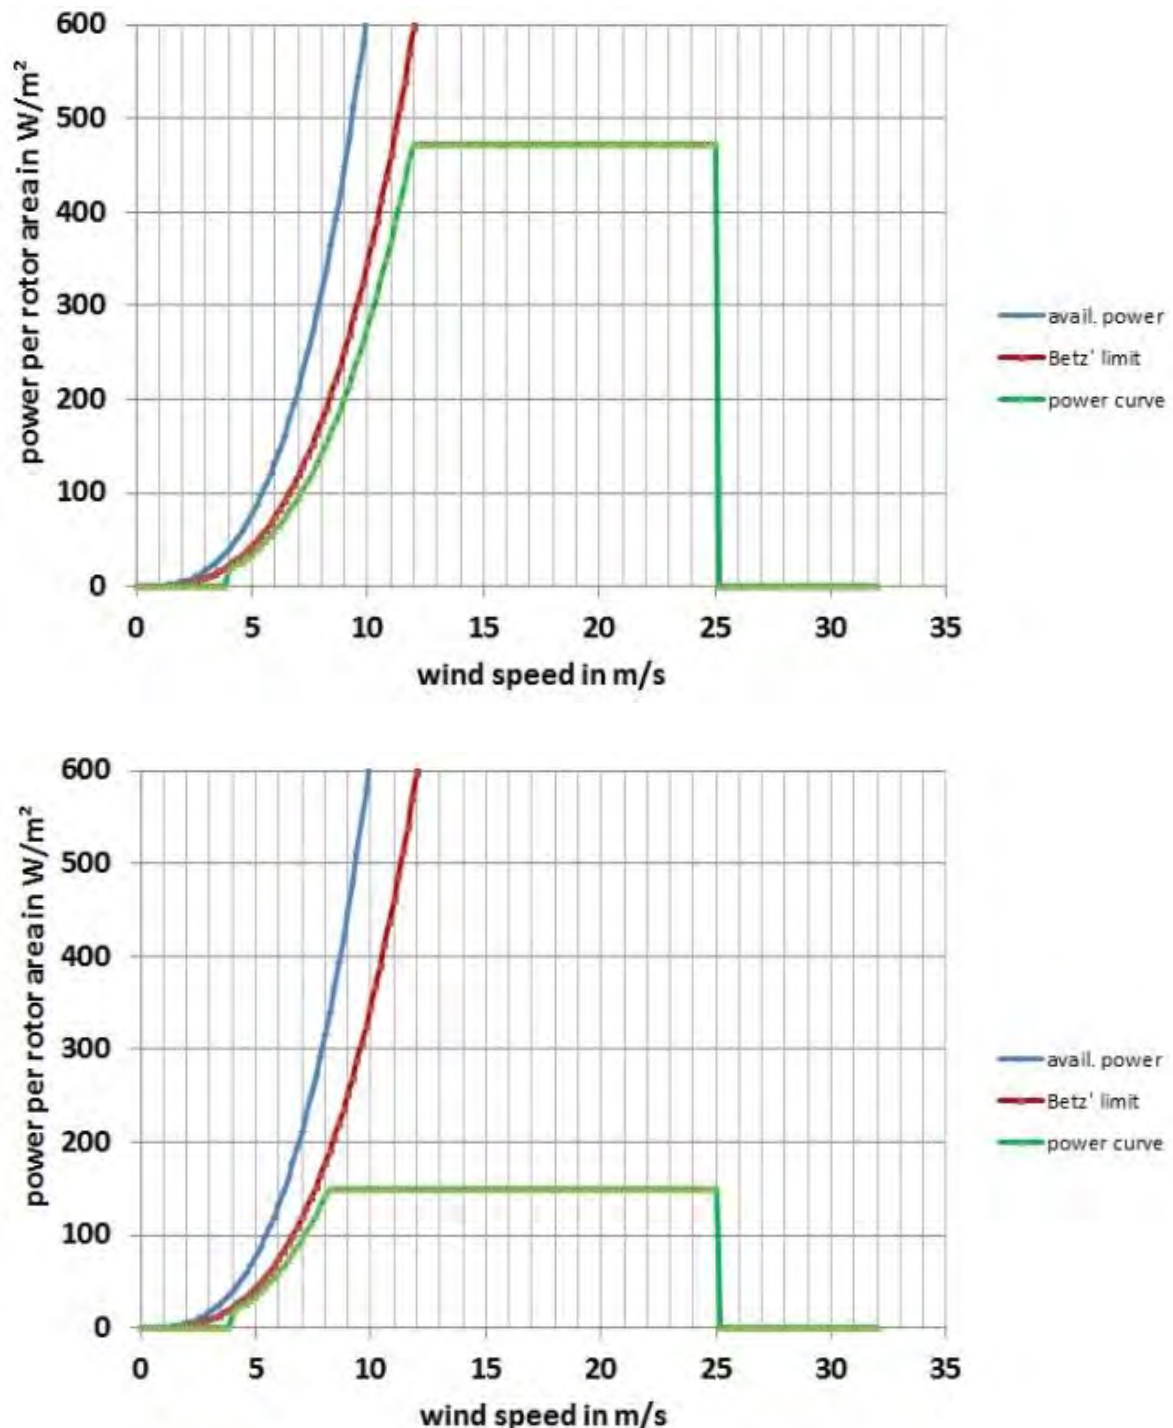 600
500
400
300
200
100
0
0 5 10 15 20 25 30 35
power per rotor area in W/m²
wind speed in m/s
avail. power
Betz' limit
power curve
600
500
400
300
200
100
0
0 5 10 15 20 25 30 35
power per rotor area in W/m²
wind speed in m/s
avail. power
Betz' limit
power curve